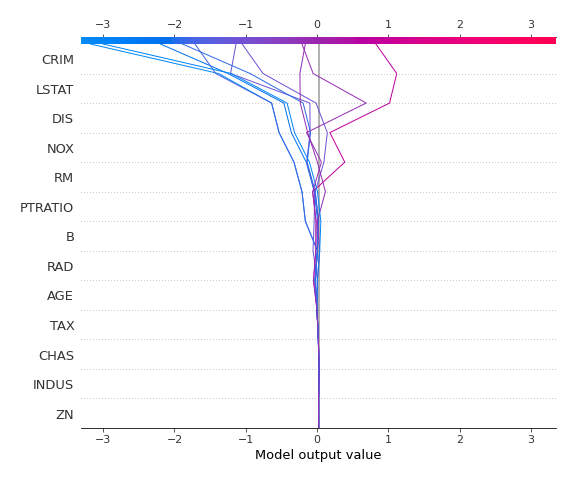 −3 −2 −1 0 1 2 3
CRIM
LSTAT
DIS
NOX
RM
PTRATIO
B
RAD
AGE
TAX
CHAS
INDUS
ZN
−3 −2 −1 0 1 2 3
Model output value